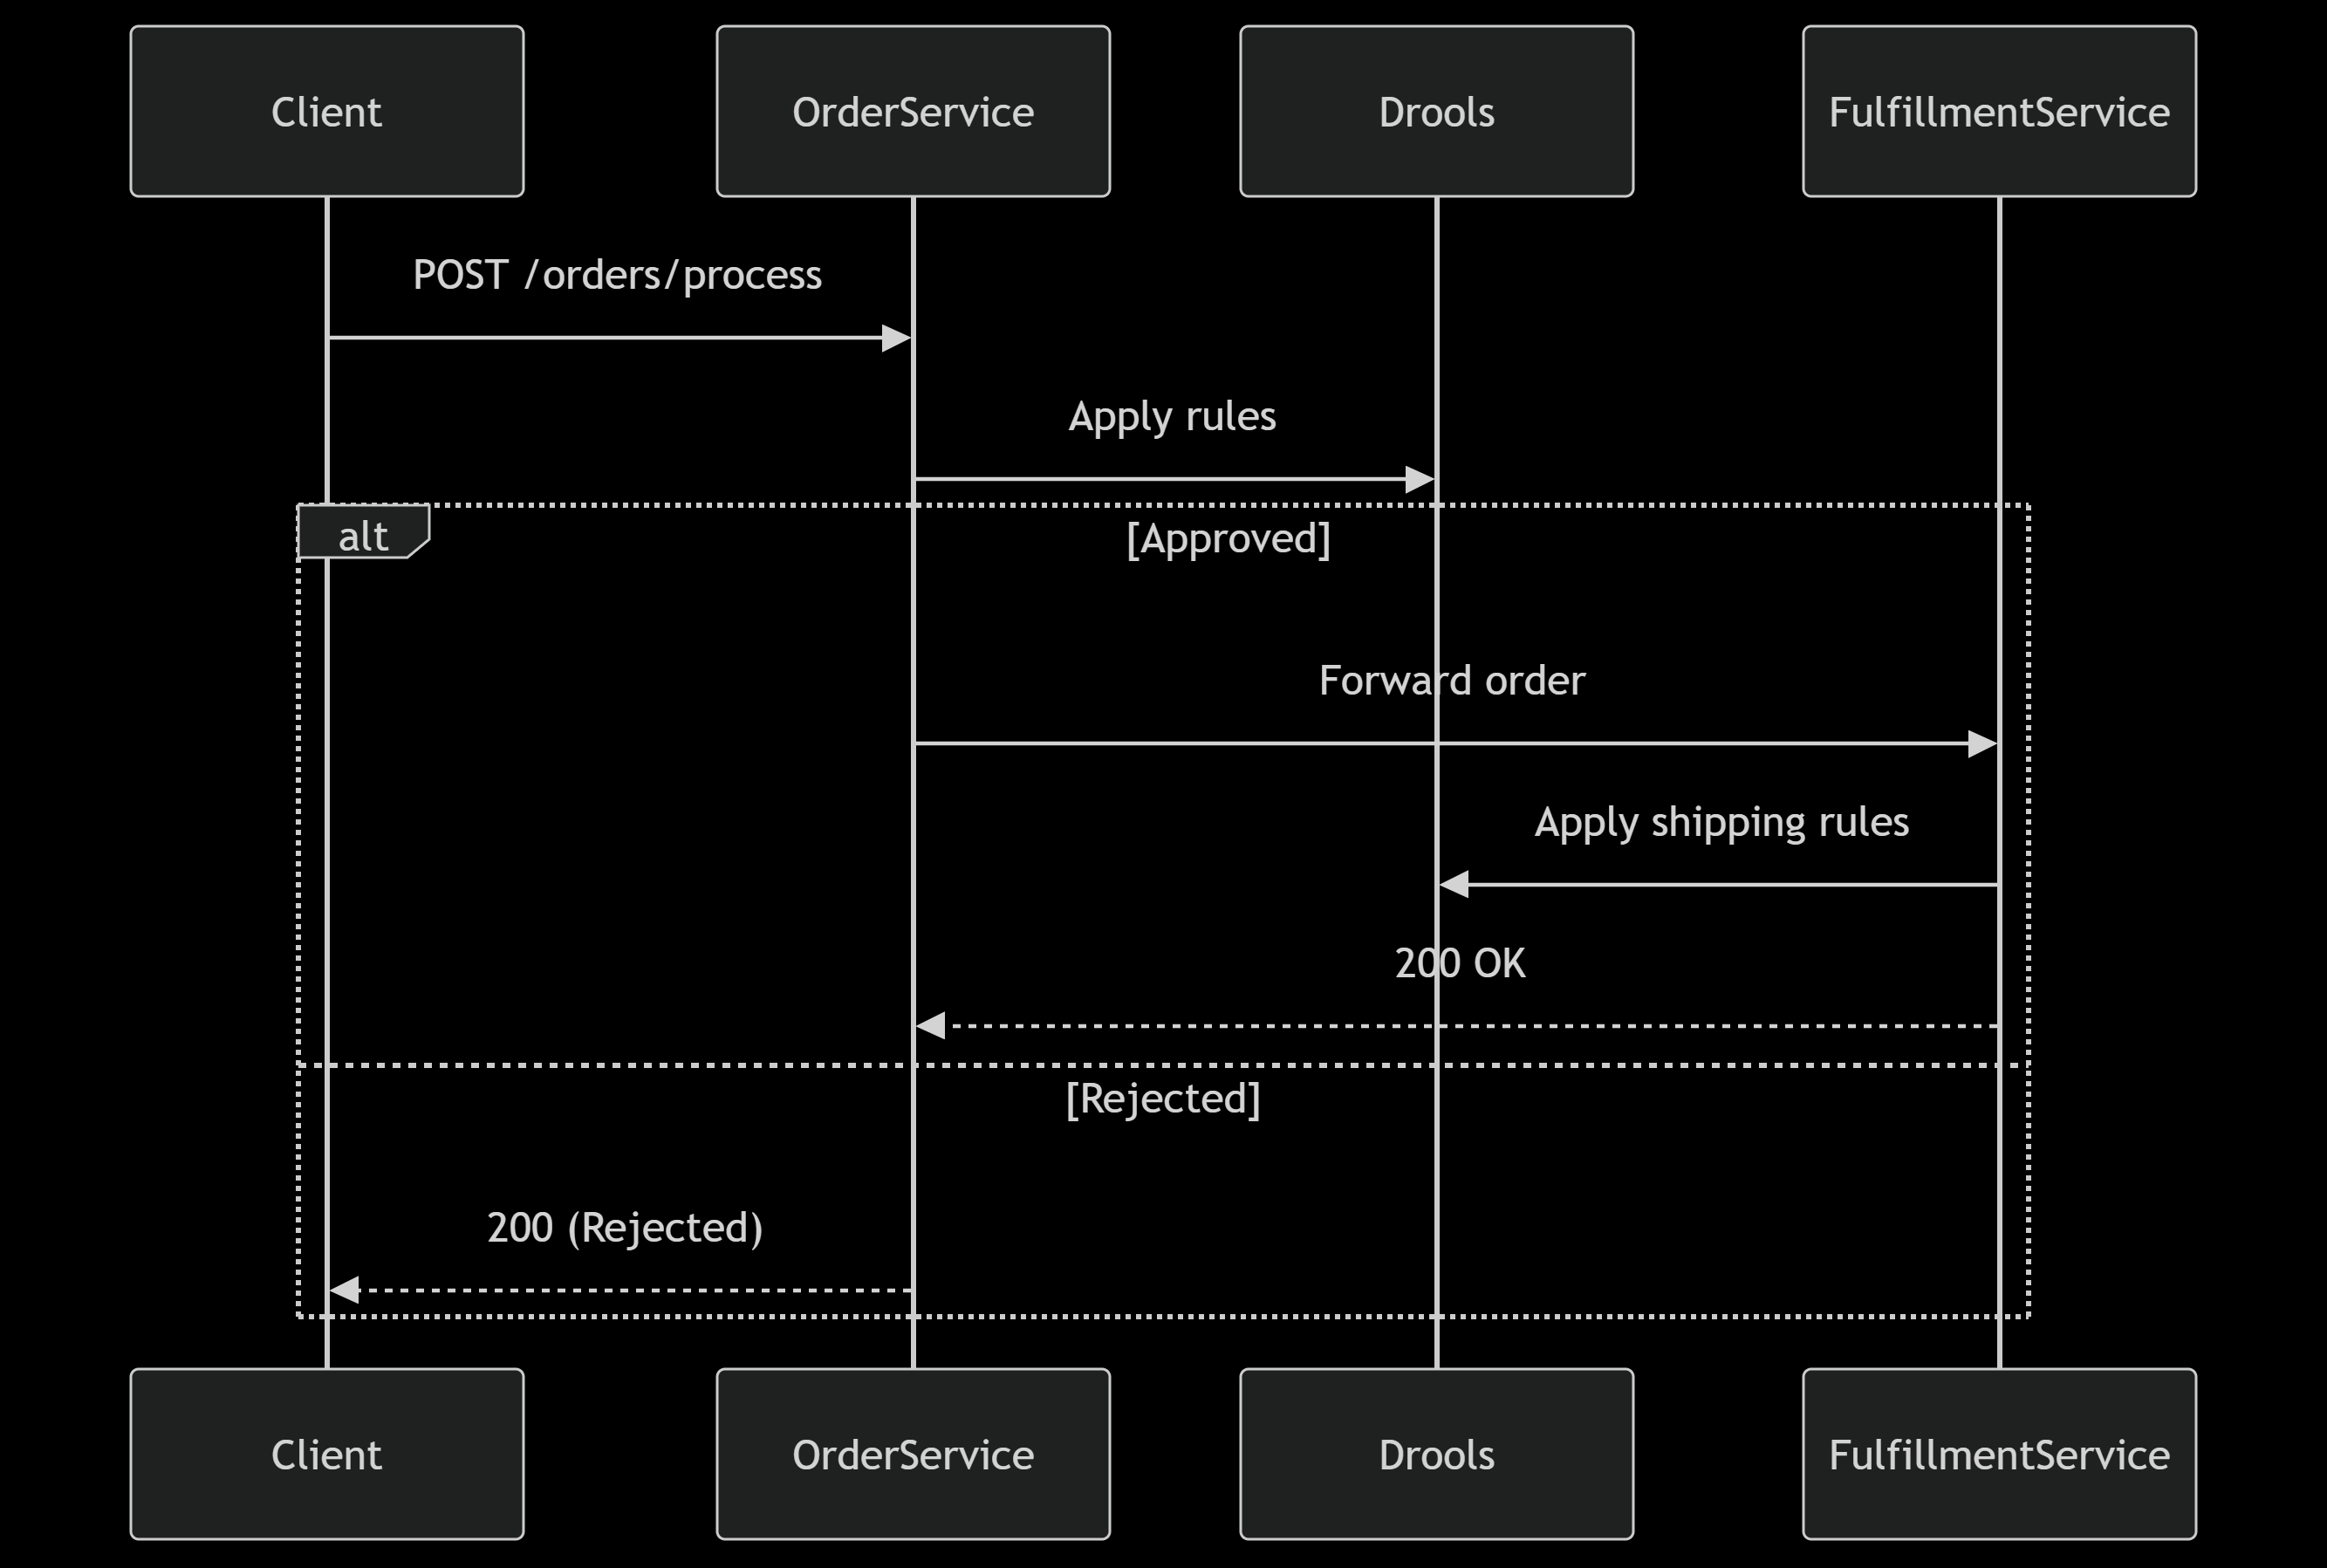 Client
OrderService
Drools
FulfillmentService
POST /orders/process
Apply rules
alt
[Approved]
Forward order
Apply shipping rules
200 OK
[Rejected]
200 (Rejected)
Client
OrderService
Drools
FulfillmentService